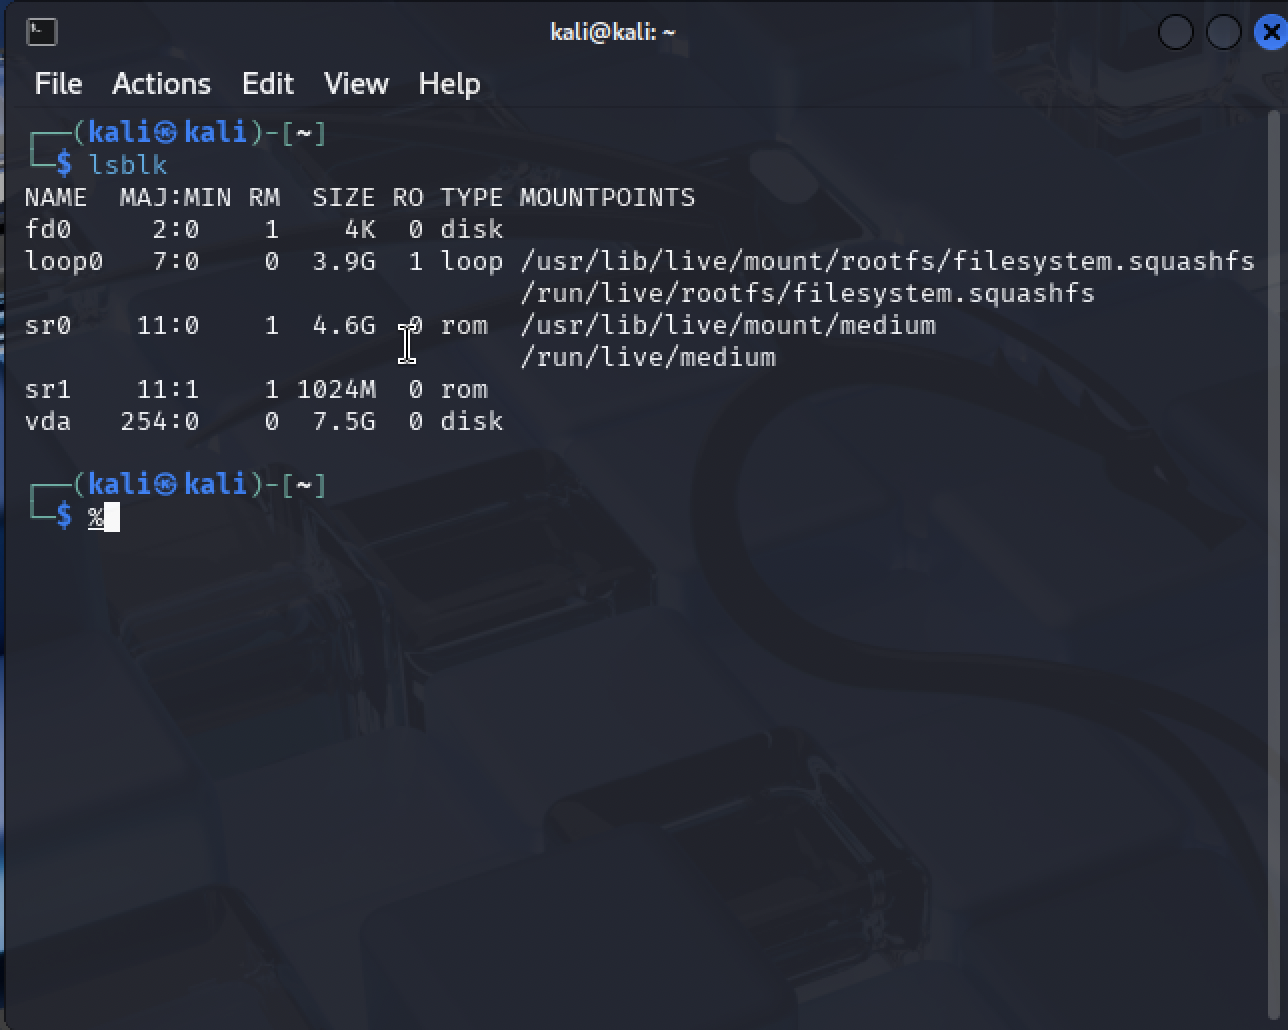 kali@kali: ~
File Actions Edit View Help
┌──(kali㉿kali)-[~]
└─$ lsblk
NAME   MAJ:MIN RM   SIZE RO TYPE MOUNTPOINTS
fd0      2:0    1     4K  0 disk
loop0    7:0    0   3.9G  1 loop /usr/lib/live/mount/rootfs/filesystem.squashfs
                               /run/live/rootfs/filesystem.squashfs
sr0     11:0    1   4.6G  0 rom  /usr/lib/live/mount/medium
                               /run/live/medium
sr1     11:1    1  1024M  0 rom
vda    254:0    0   7.5G  0 disk
┌──(kali㉿kali)-[~]
└─$ %